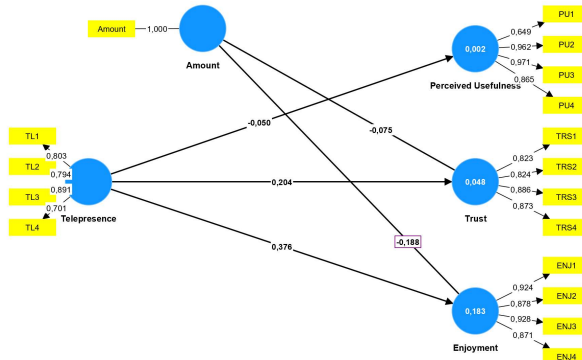 Amount
1,000
Amount
PU1
0,649
PU2
0,962
0,002
0,971
PU3
0,865
Perceived Usefulness
PU4
-0,050
-0,075
TL1
0,803
TL2
0,794
TL3
0,891
0,701
TL4
Telepresence
0,204
TRS1
0,823
TRS2
0,824
0,048
0,886
TRS3
0,873
Trust
TRS4
0,376
-0,188
ENJ1
0,924
ENJ2
0,878
0,183
0,928
ENJ3
0,871
Enjoyment
ENJ4